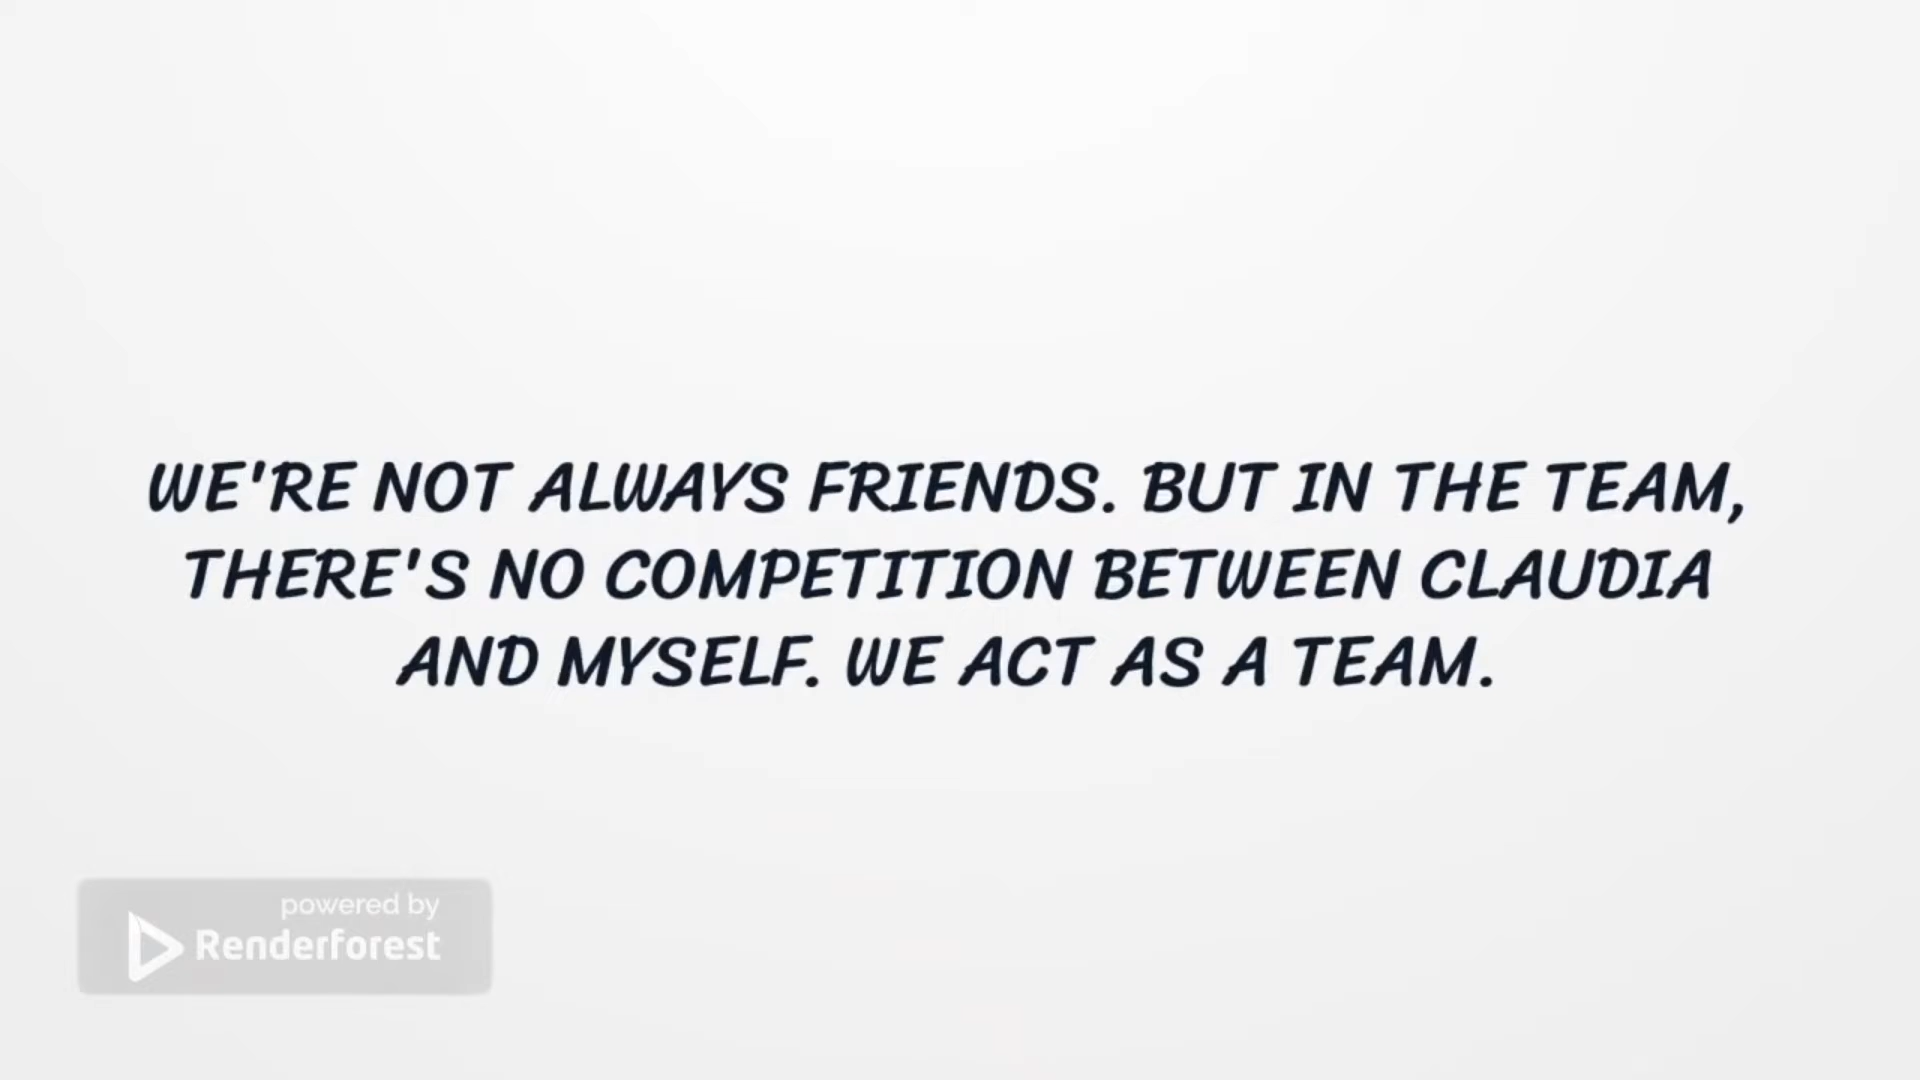 WE'RE NOT ALWAYS FRIENDS. BUT IN THE TEAM,
THERE'S NO COMPETITION BETWEEN CLAUDIA
AND MYSELF. WE ACT AS A TEAM.
powered by
Renderforest